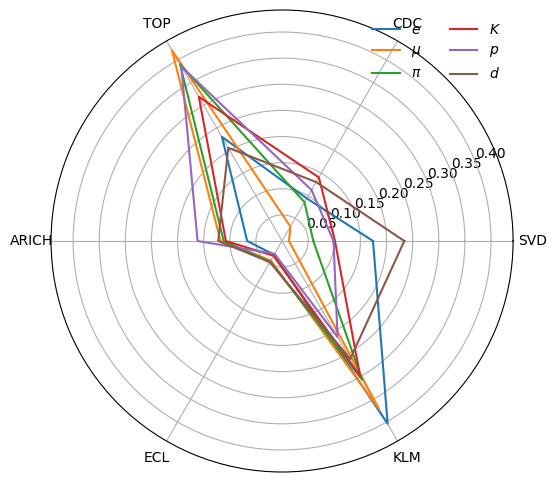 TOP
CDC
e K
μ p
π d
0.40
0.35
0.30
0.25
0.20
0.15
0.10
0.05
ARICH
SVD
ECL
KLM